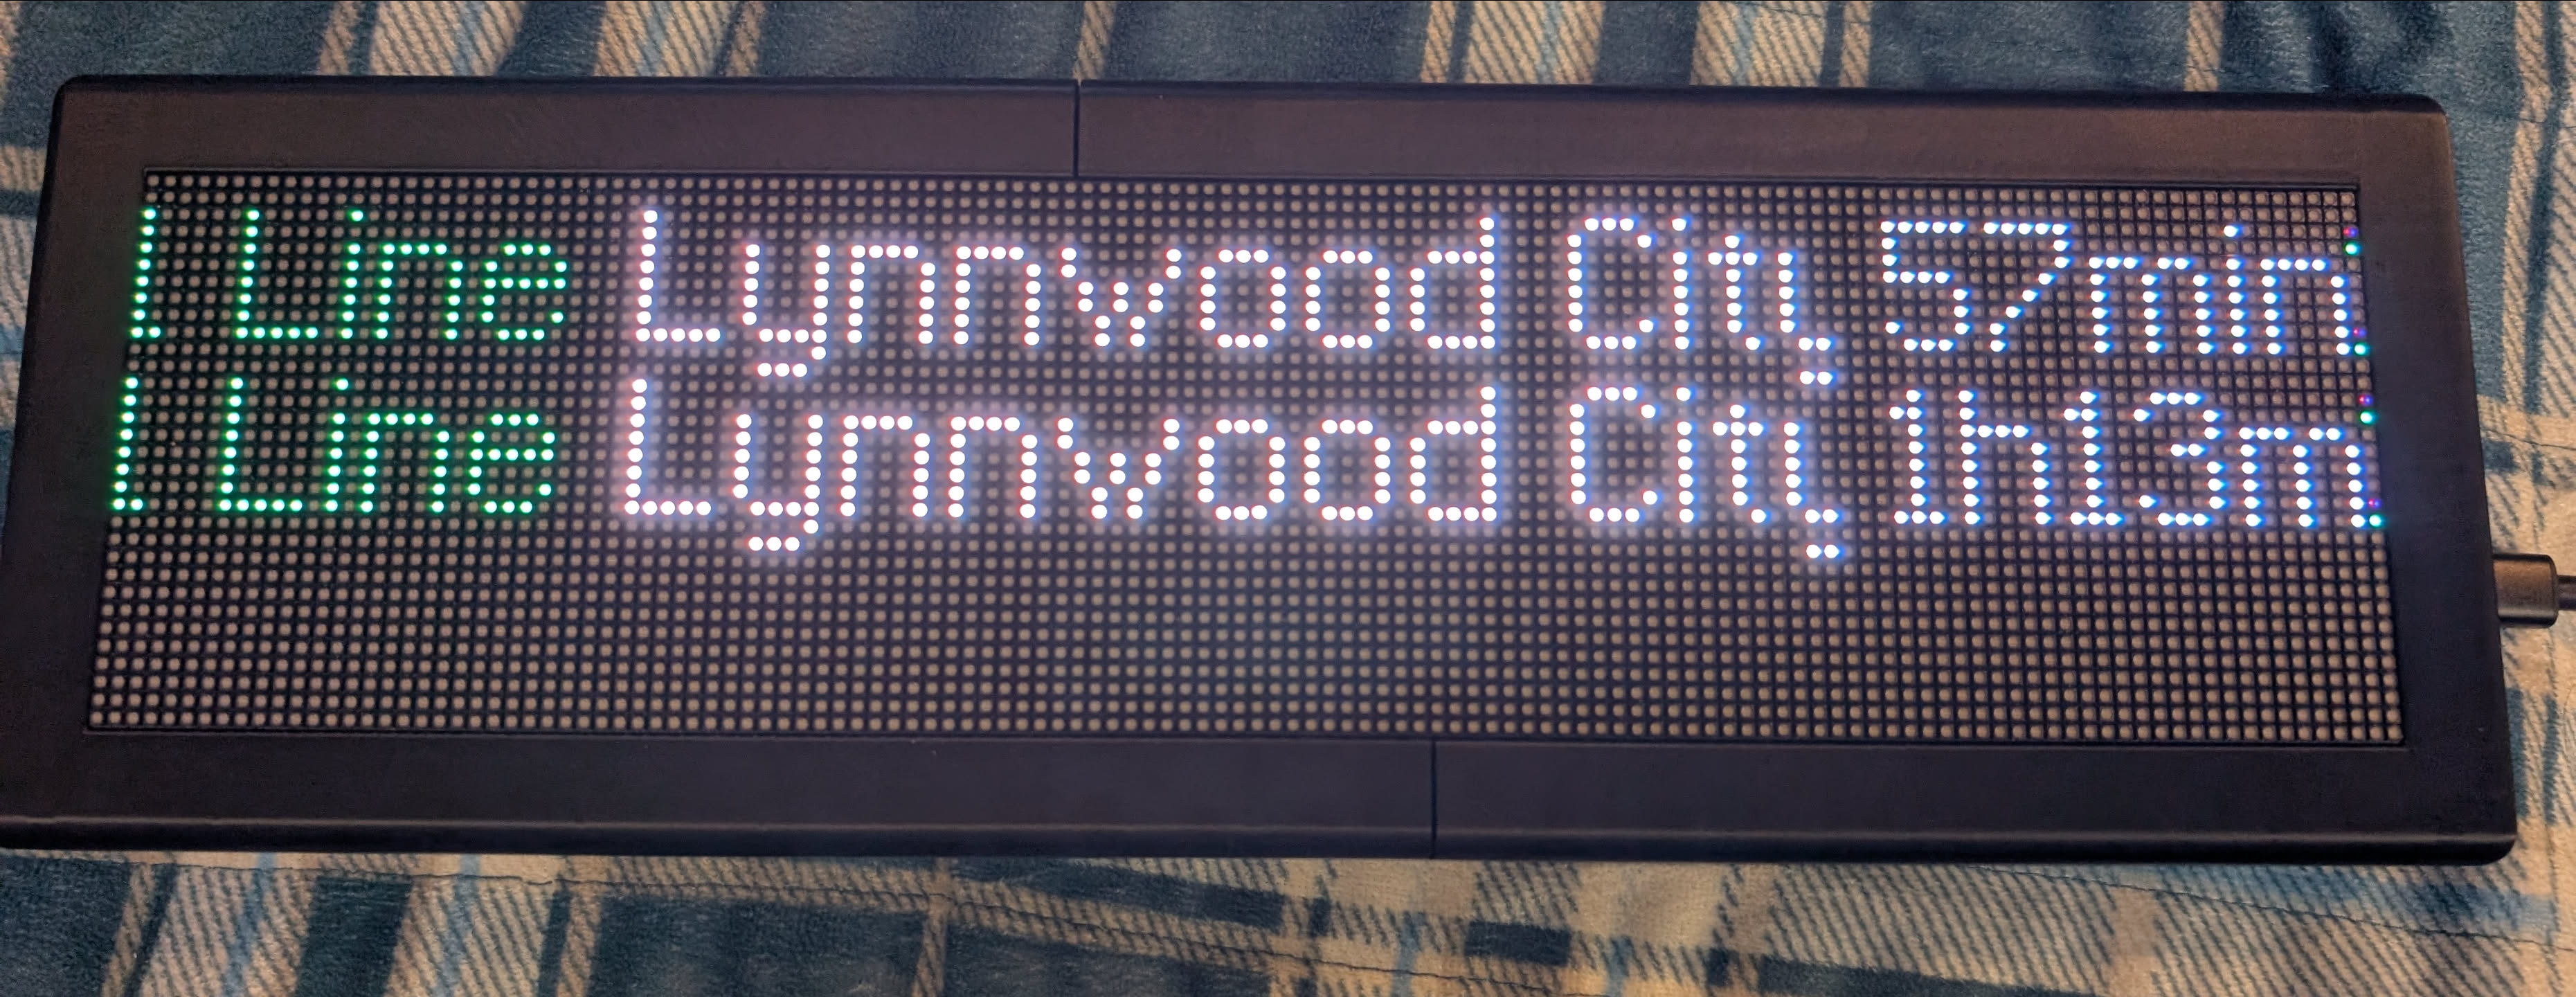 1 Line Lynnwood City 57min
1 Line Lynnwood City 1h13m